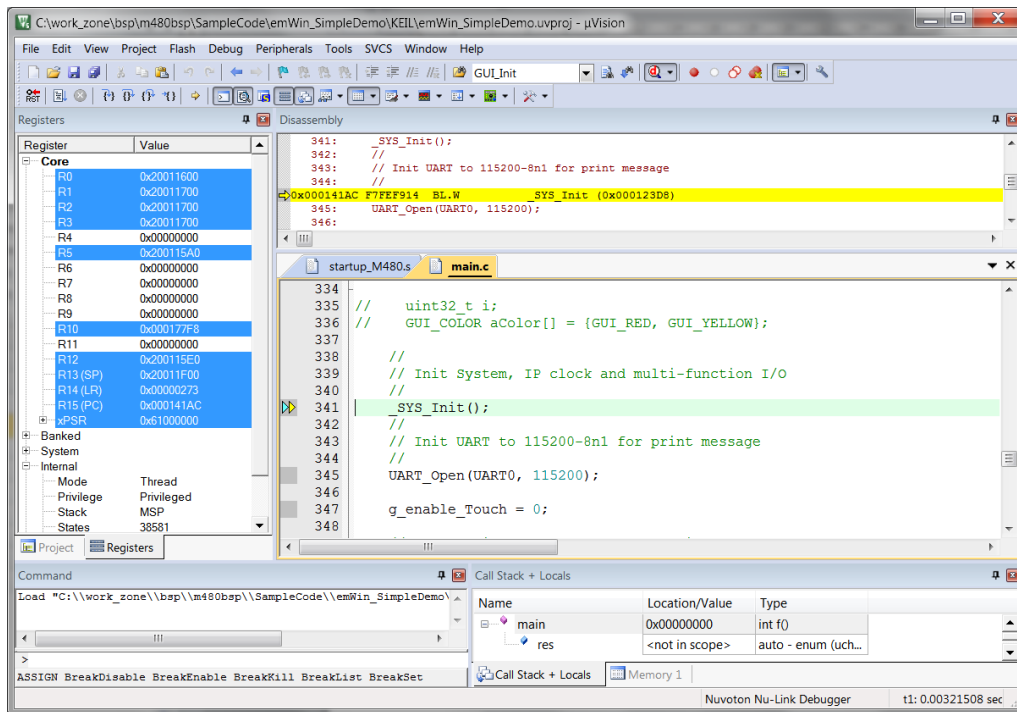 C:\work_zone\bsp\m480bsp\SampleCode\emWin_SimpleDemo\KEIL\emWin_SimpleDemo.uvproj - µVision
File Edit View Project Flash Debug Peripherals Tools SVCS Window Help
GUI_Init
Registers
Register Value
Core
R0 0x20011600
R1 0x20011700
R2 0x20011700
R3 0x20011700
R4 0x00000000
R5 0x200115A0
R6 0x00000000
R7 0x00000000
R8 0x00000000
R9 0x00000000
R10 0x000177F8
R11 0x00000000
R12 0x200115E0
R13 (SP) 0x20011F00
R14 (LR) 0x00000273
R15 (PC) 0x000141AC
xPSR 0x61000000
Banked
System
Internal
Mode Thread
Privilege Privileged
Stack MSP
States 38581
Project Registers
Disassembly
341: _SYS_Init();
342: //
343: // Init UART to 115200-8n1 for print message
344: //
0x000141AC F7FEF914 BL.W _SYS_Init (0x000123D8)
345: UART_Open(UART0, 115200);
346:
startup_M480.s main.c
334
335 // uint32_t i;
336 // GUI_COLOR aColor[] = {GUI_RED, GUI_YELLOW};
337
338 //
339 // Init System, IP clock and multi-function I/O
340 //
341 _SYS_Init();
342 //
343 // Init UART to 115200-8n1 for print message
344 //
345 UART_Open(UART0, 115200);
346
347 g_enable_Touch = 0;
348
Command
Load "C:\\work_zone\\bsp\\m480bsp\\SampleCode\\emWin_SimpleDemo\
>
ASSIGN BreakDisable BreakEnable BreakKill BreakList BreakSet
Call Stack + Locals
Name Location/Value Type
main 0x00000000 int f()
res <not in scope> auto - enum (uch...
Call Stack + Locals Memory 1
Nuvoton Nu-Link Debugger t1: 0.00321508 sec